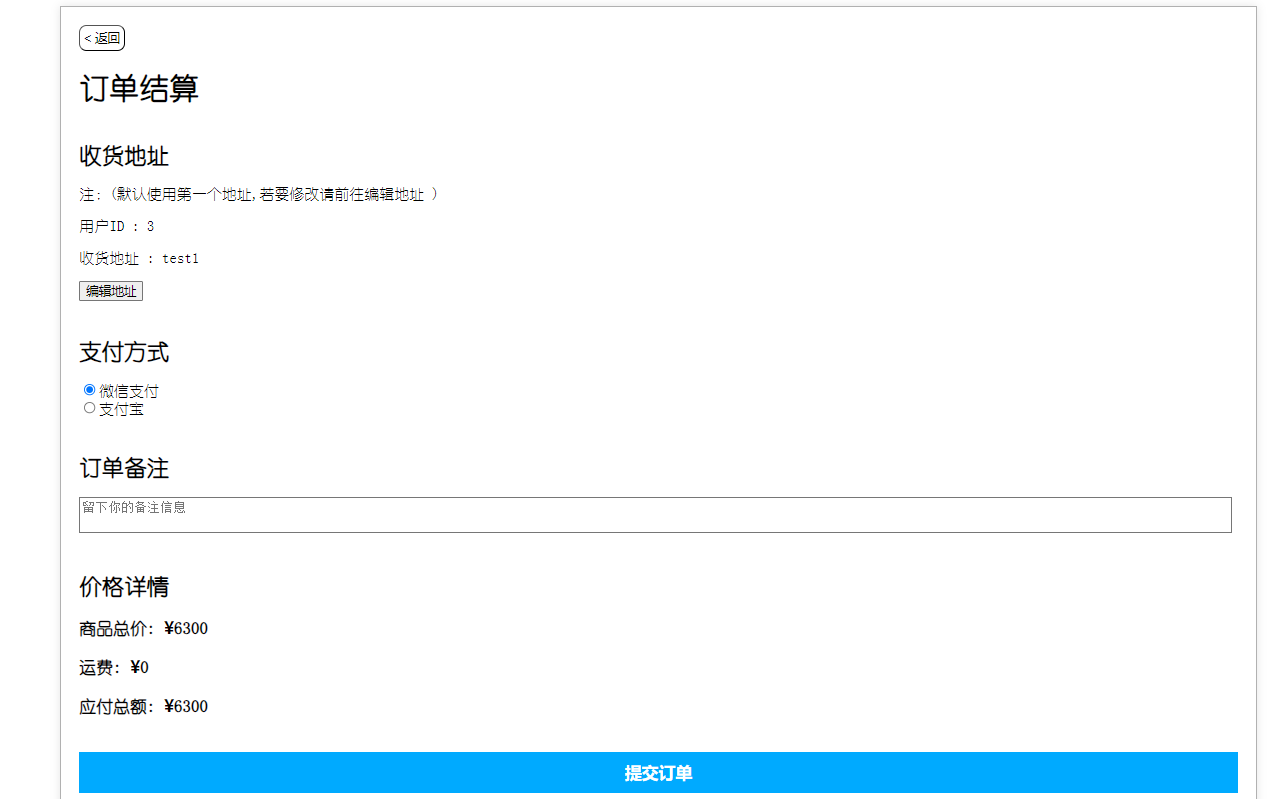 < 返回
订单结算
收货地址
注: (默认使用第一个地址,若要修改请前往编辑地址 )
用户ID : 3
收货地址 : test1
编辑地址
支付方式
微信支付
支付宝
订单备注
留下你的备注信息
价格详情
商品总价: ¥6300
运费: ¥0
应付总额: ¥6300
提交订单